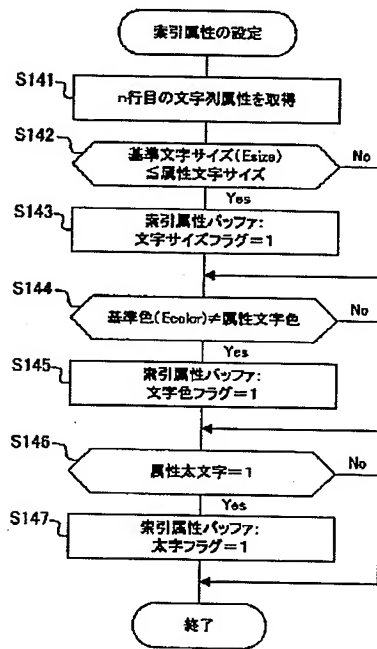 索引属性の設定
S141
n行目の文字列属性を取得
S142
基準文字サイズ(Esize)
≦属性文字サイズ
No
Yes
S143
索引属性バッファ:
文字サイズフラグ=1
S144
基準色(Ecolor)≠属性文字色
No
Yes
S145
索引属性バッファ:
文字色フラグ=1
S146
属性太文字=1
No
Yes
S147
索引属性バッファ:
太字フラグ=1
終了